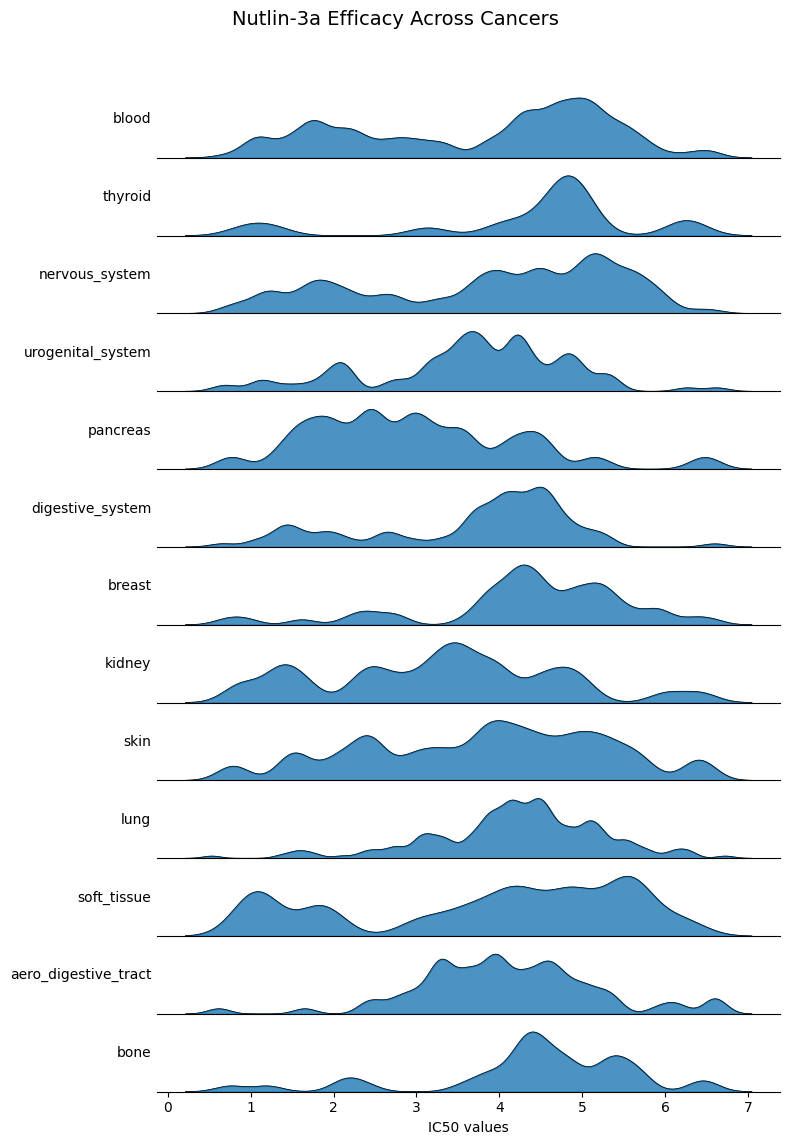 Nutlin-3a Efficacy Across Cancers
blood
thyroid
nervous_system
urogenital_system
pancreas
digestive_system
breast
kidney
skin
lung
soft_tissue
aero_digestive_tract
bone
0 1 2 3 4 5 6 7
IC50 values